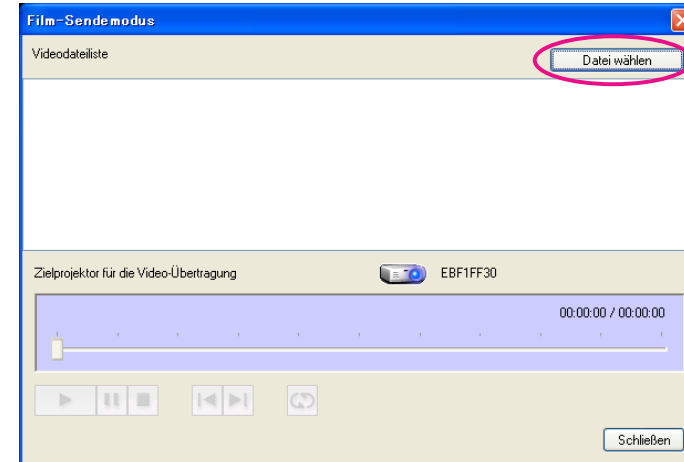 Film-Sendemodus
Videodateiliste
Datei wählen
Zielprojektor für die Video-Übertragung
EBF1FF30
00:00:00 / 00:00:00
Schließen